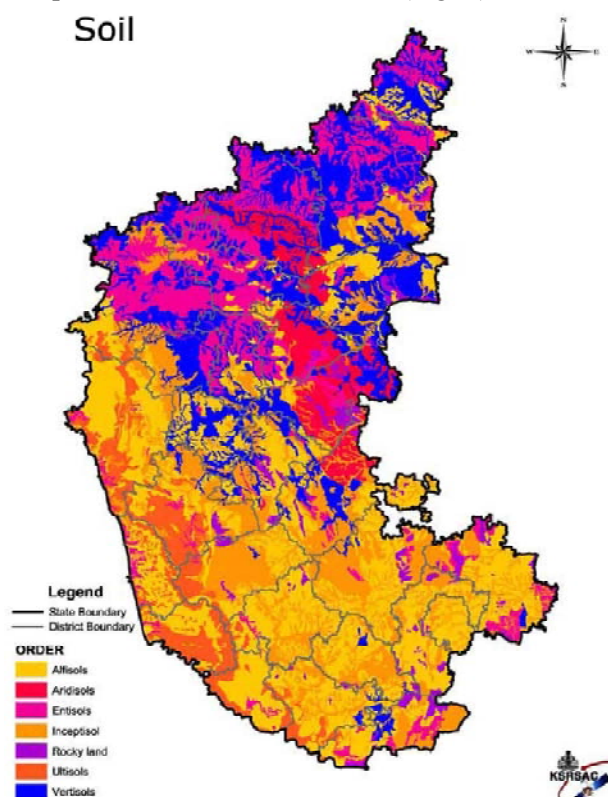 Soil
N
W E
S
Legend
State Boundary
District Boundary
ORDER
Alfisols
Aridisols
Entisols
Inceptisol
Rocky land
Ultisols
Vertisols
KSRSAC